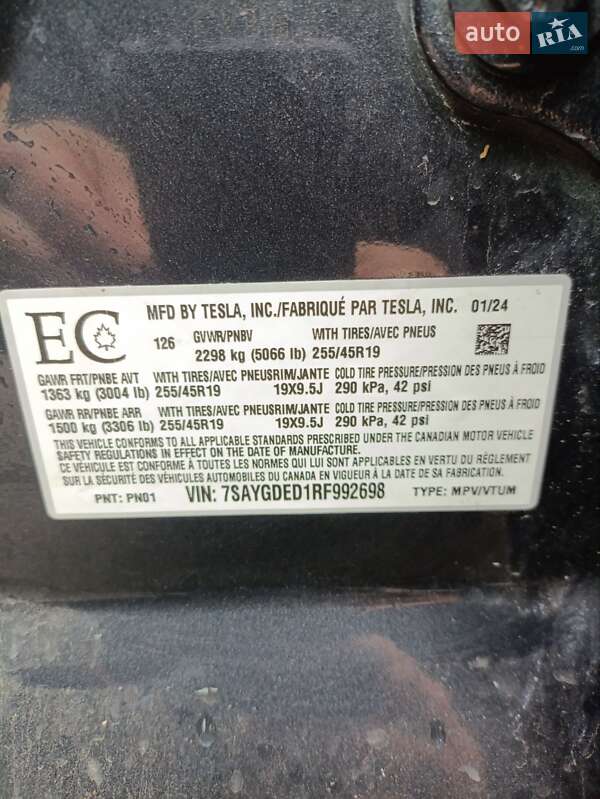 auto RIA .com
EC
MFD BY TESLA, INC./FABRIQUÉ PAR TESLA, INC. 01/24
126 GVWR/PNBV WITH TIRES/AVEC PNEUS
2298 kg (5066 lb) 255/45R19
GAWR FRT/PNBE AVT WITH TIRES/AVEC PNEUS RIM/JANTE COLD TIRE PRESSURE/PRESSION DES PNEUS À FROID
1363 kg (3004 lb) 255/45R19 19X9.5J 290 kPa, 42 psi
GAWR RR/PNBE ARR WITH TIRES/AVEC PNEUS RIM/JANTE COLD TIRE PRESSURE/PRESSION DES PNEUS À FROID
1500 kg (3306 lb) 255/45R19 19X9.5J 290 kPa, 42 psi
THIS VEHICLE CONFORMS TO ALL APPLICABLE STANDARDS PRESCRIBED UNDER THE CANADIAN MOTOR VEHICLE
SAFETY REGULATIONS IN EFFECT ON THE DATE OF MANUFACTURE.
CE VÉHICULE EST CONFORME À TOUTES LES NORMES QUI LUI SONT APPLICABLES EN VERTU DU RÈGLEMENT
SUR LA SÉCURITÉ DES VÉHICULES AUTOMOBILES DU CANADA EN VIGUEUR À LA DATE DE SA FABRICATION.
PNT: PN01 VIN: 7SAYGDED1RF992698 TYPE: MPV/VTUM